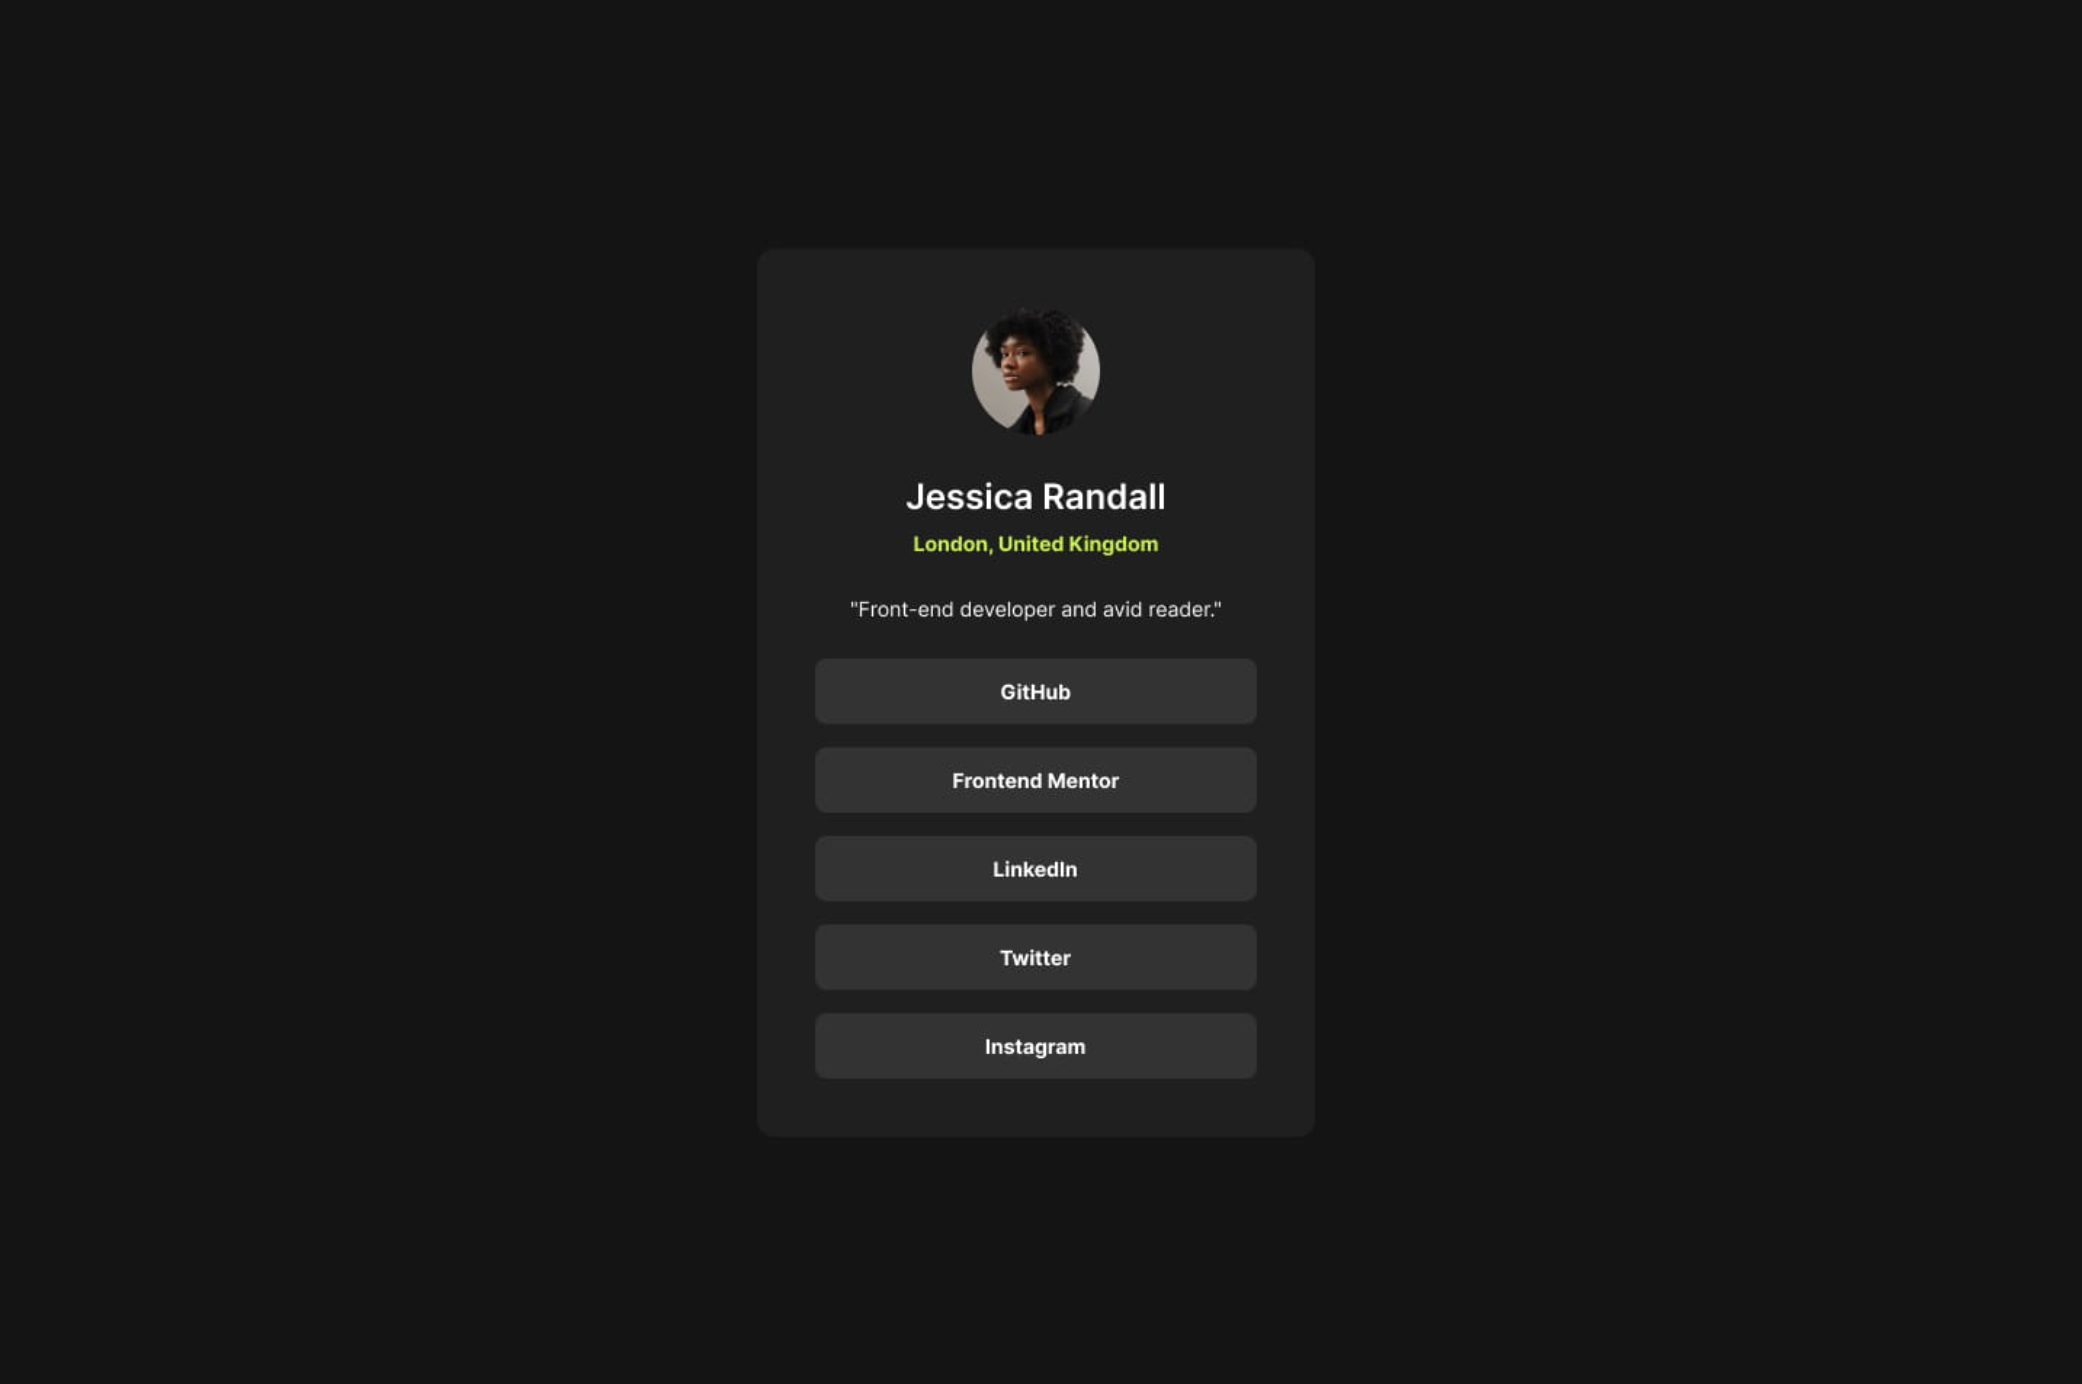 Jessica Randall
London, United Kingdom
"Front-end developer and avid reader."
GitHub
Frontend Mentor
LinkedIn
Twitter
Instagram